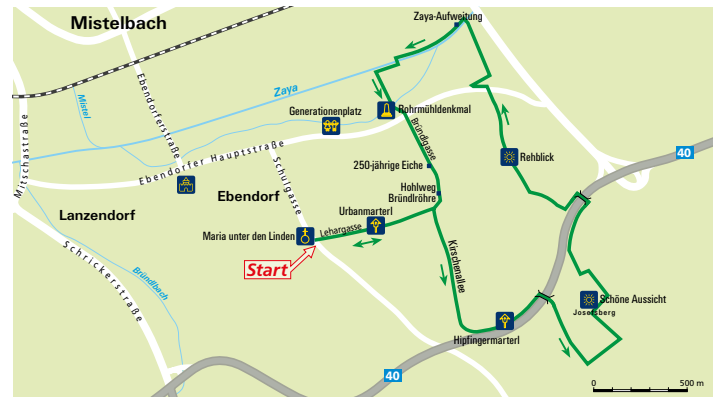 Mistelbach
Zaya-Aufweitung
Ebendorferstraße
Zaya
Mistel
Generationenplatz
Rohrmühldenkmal
Mitschastraße
Bründlgasse
Ebendorfer Hauptstraße
40
Rehblick
250-jährige Eiche
Schulgasse
Hohlweg
Bründlröhre
Ebendorf
Lanzendorf
Urbanmarterl
Maria unter den Linden
Lehargasse
Start
Schrickerstraße
Bründlbach
Kirschenallee
Schöne Aussicht
Josefsberg
Hipfingermarterl
40
0
500 m